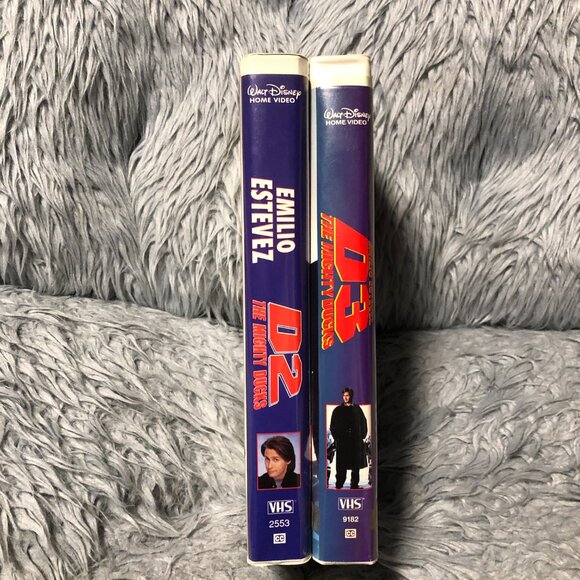 WALT DISNEY
HOME VIDEO
EMILIO
ESTEVEZ
D2
THE MIGHTY DUCKS
VHS
2553
CC
WALT DISNEY
HOME VIDEO
D3
THE MIGHTY DUCKS
VHS
9182
CC